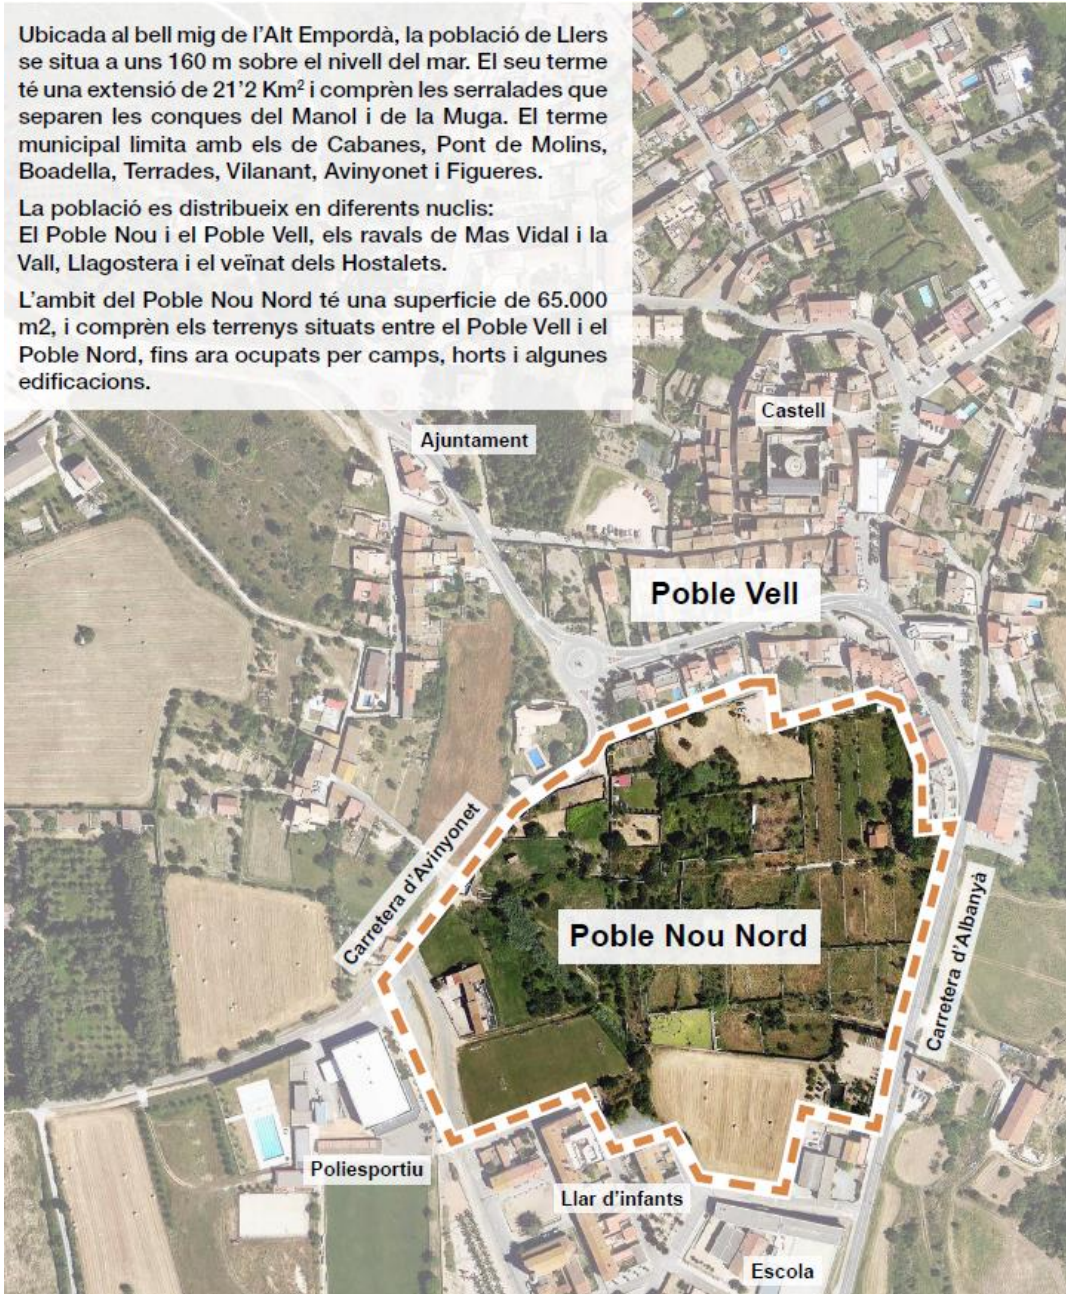 Ubicada al bell mig de l'Alt Empordà, la població de Llers
se situa a uns 160 m sobre el nivell del mar. El seu terme
té una extensió de 21'2 Km² i comprèn les serralades que
separen les conques del Manol i de la Muga. El terme
municipal limita amb els de Cabanes, Pont de Molins,
Boadella, Terrades, Vilanant, Avinyonet i Figueres.
La població es distribueix en diferents nuclis:
El Poble Nou i el Poble Vell, els ravals de Mas Vidal i la
Vall, Llagostera i el veïnat dels Hostalets.
L'ambit del Poble Nou Nord té una superficie de 65.000
m2, i comprèn els terrenys situats entre el Poble Vell i el
Poble Nord, fins ara ocupats per camps, horts i algunes
edificacions.
Castell
Ajuntament
Poble Vell
Carretera d'Avinyonet
Poble Nou Nord
Carretera d'Albanyà
Poliesportiu
Llar d'infants
Escola